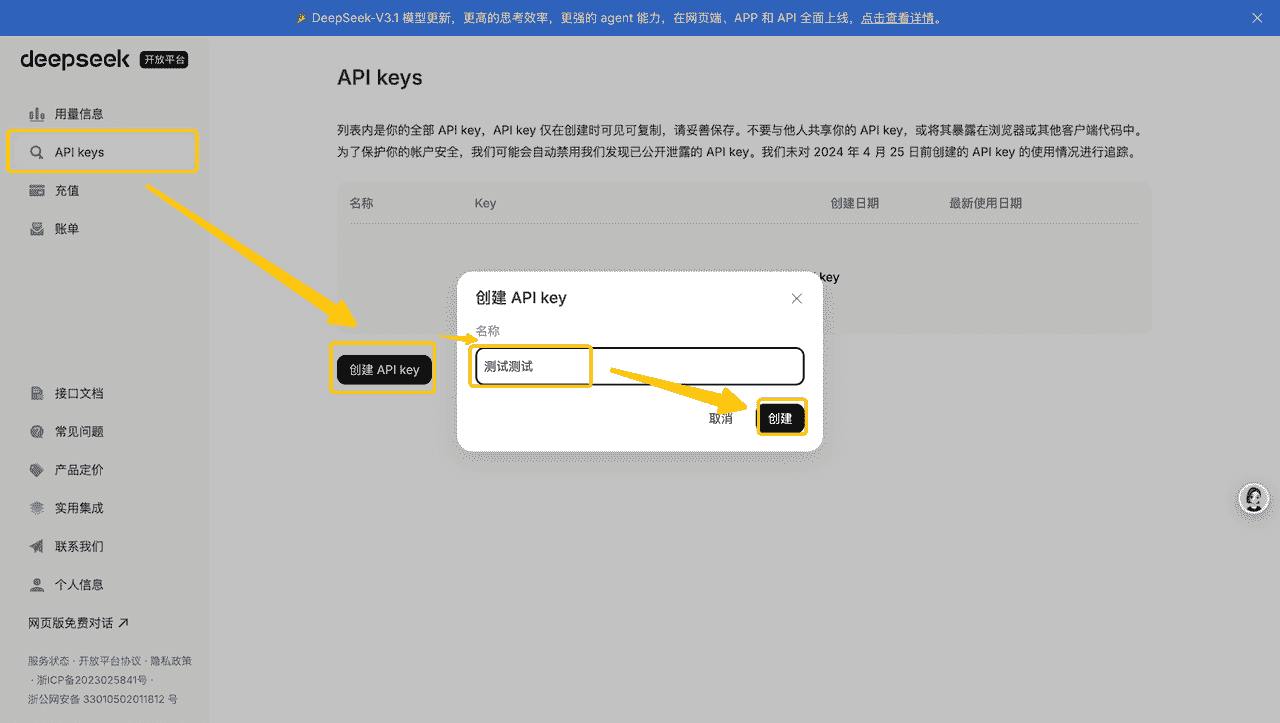 🎉 DeepSeek-V3.1 模型更新，更高的思考效率，更强的 agent 能力，在网页端、APP 和 API 全面上线，点击查看详情。
deepseek 开放平台
用量信息
API keys
充值
账单
接口文档
常见问题
产品定价
实用集成
联系我们
个人信息
网页版免费对话
服务状态 · 开放平台协议 · 隐私政策
· 浙ICP备2023025841号 ·
浙公网安备 33010502011812 号
API keys
列表内是你的全部 API key，API key 仅在创建时可见可复制，请妥善保存。不要与他人共享你的 API key，或将其暴露在浏览器或其他客户端代码中。
为了保护你的帐户安全，我们可能会自动禁用我们发现已公开泄露的 API key。我们未对 2024 年 4 月 25 日前创建的 API key 的使用情况进行追踪。
名称 Key 创建日期 最新使用日期
key
创建 API key
创建 API key
名称
测试测试
取消 创建